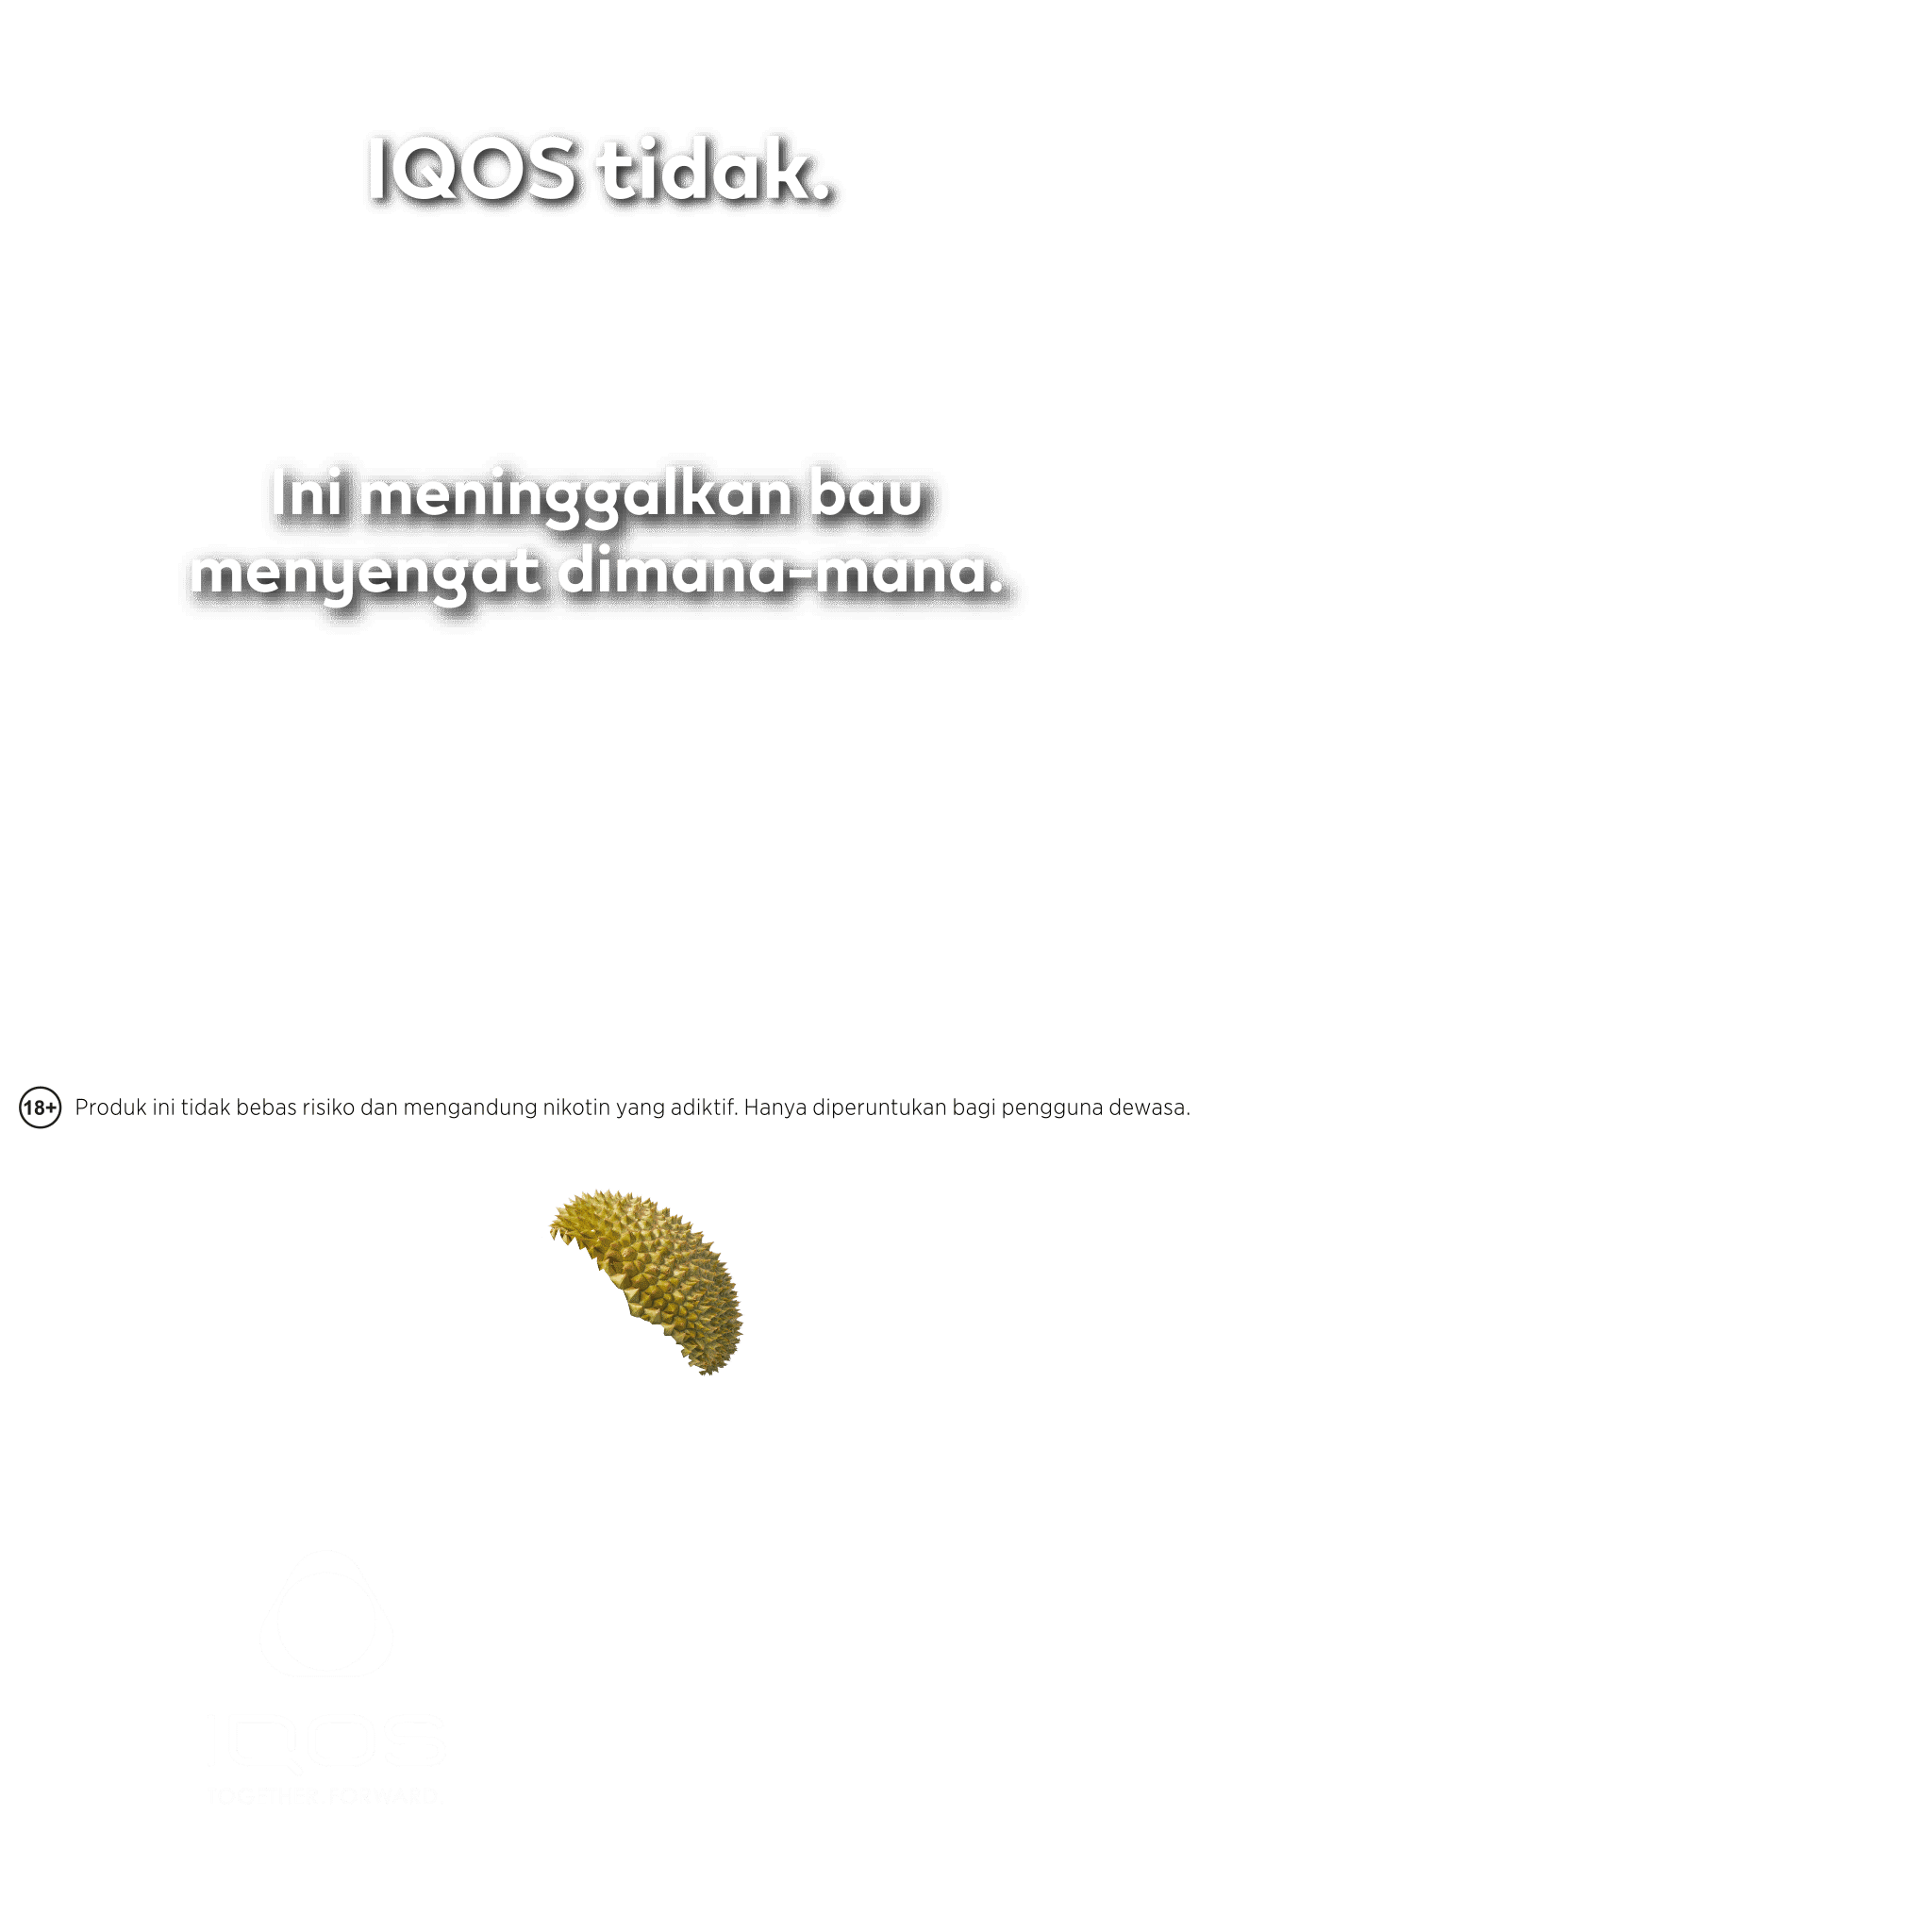 IQOS tidak.
Ini meninggalkan bau
menyengat dimana-mana.
18+ Produk ini tidak bebas risiko dan mengandung nikotin yang adiktif. Hanya diperuntukan bagi pengguna dewasa.
IQOS
TOGETHER. FORWARD.